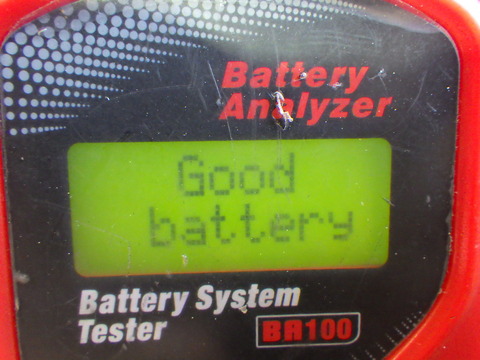 Battery
Analyzer
Good
battery
Battery System
Tester
BA100